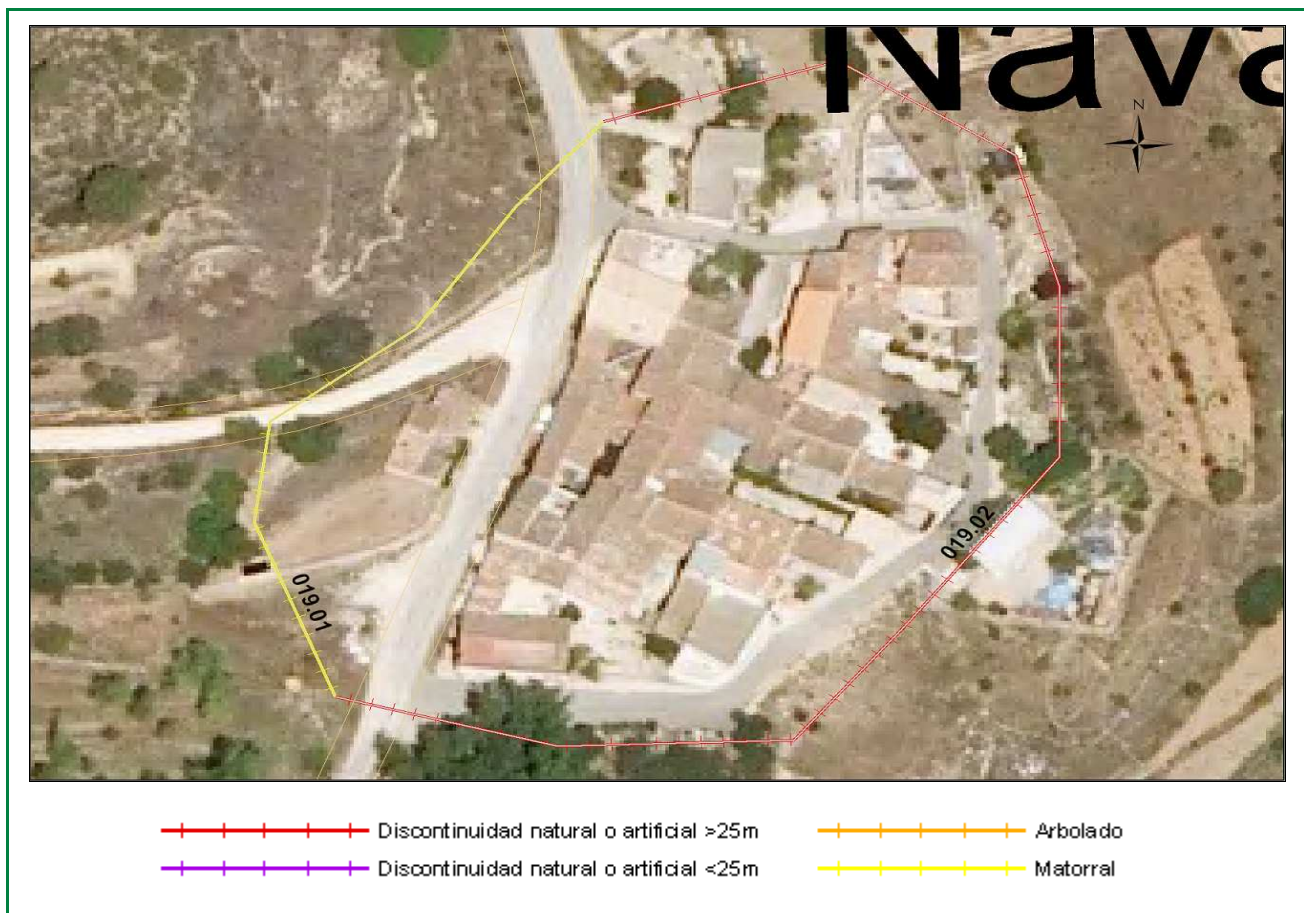 Nava
N
019.02
019.01
Discontinuidad natural o artificial >25m
Arbolado
Discontinuidad natural o artificial <25m
Matorral